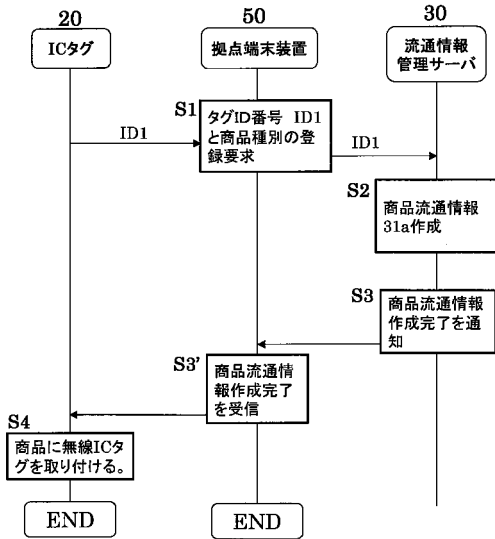 20
50
30
ICタグ
拠点端末装置
流通情報
管理サーバ
S1
タグID番号 ID1
と商品種別の登
録要求
ID1
ID1
S2
商品流通情報
31a作成
S3
商品流通情報
作成完了を通
知
S3'
商品流通情
報作成完了
を受信
S4
商品に無線ICタ
グを取り付ける。
END
END